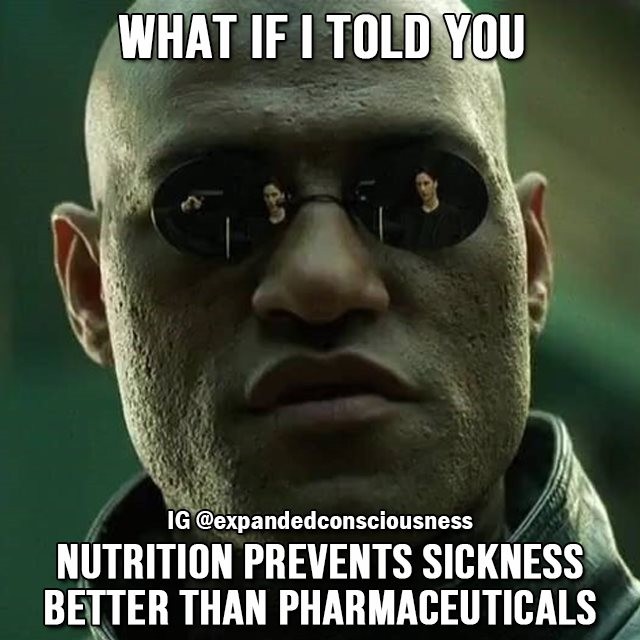 WHAT IF I TOLD YOU
IG @expandedconsciousness
NUTRITION PREVENTS SICKNESS
BETTER THAN PHARMACEUTICALS